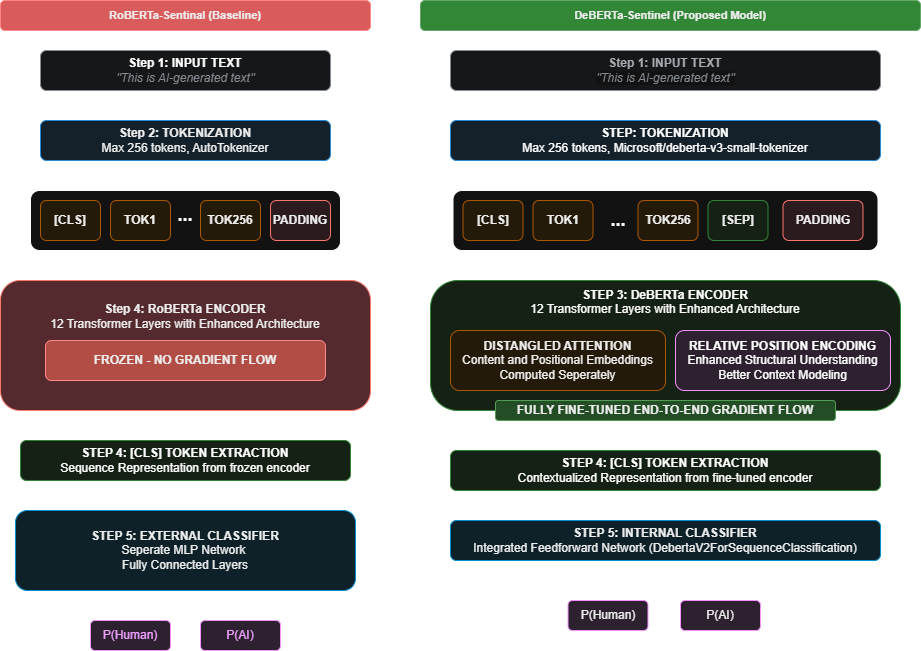 RoBERTa-Sentinal (Baseline)
Step 1: INPUT TEXT
"This is AI-generated text"
Step 2: TOKENIZATION
Max 256 tokens, AutoTokenizer
[CLS] TOK1 ... TOK256 PADDING
Step 4: RoBERTa ENCODER
12 Transformer Layers with Enhanced Architecture
FROZEN - NO GRADIENT FLOW
STEP 4: [CLS] TOKEN EXTRACTION
Sequence Representation from frozen encoder
STEP 5: EXTERNAL CLASSIFIER
Seperate MLP Network
Fully Connected Layers
P(Human) P(AI)
DeBERTa-Sentinel (Proposed Model)
Step 1: INPUT TEXT
"This is AI-generated text"
STEP: TOKENIZATION
Max 256 tokens, Microsoft/deberta-v3-small-tokenizer
[CLS] TOK1 ... TOK256 [SEP] PADDING
STEP 3: DeBERTa ENCODER
12 Transformer Layers with Enhanced Architecture
DISTANGLED ATTENTION
Content and Positional Embeddings
Computed Seperately
RELATIVE POSITION ENCODING
Enhanced Structural Understanding
Better Context Modeling
FULLY FINE-TUNED END-TO-END GRADIENT FLOW
STEP 4: [CLS] TOKEN EXTRACTION
Contextualized Representation from fine-tuned encoder
STEP 5: INTERNAL CLASSIFIER
Integrated Feedforward Network (DebertaV2ForSequenceClassification)
P(Human) P(AI)